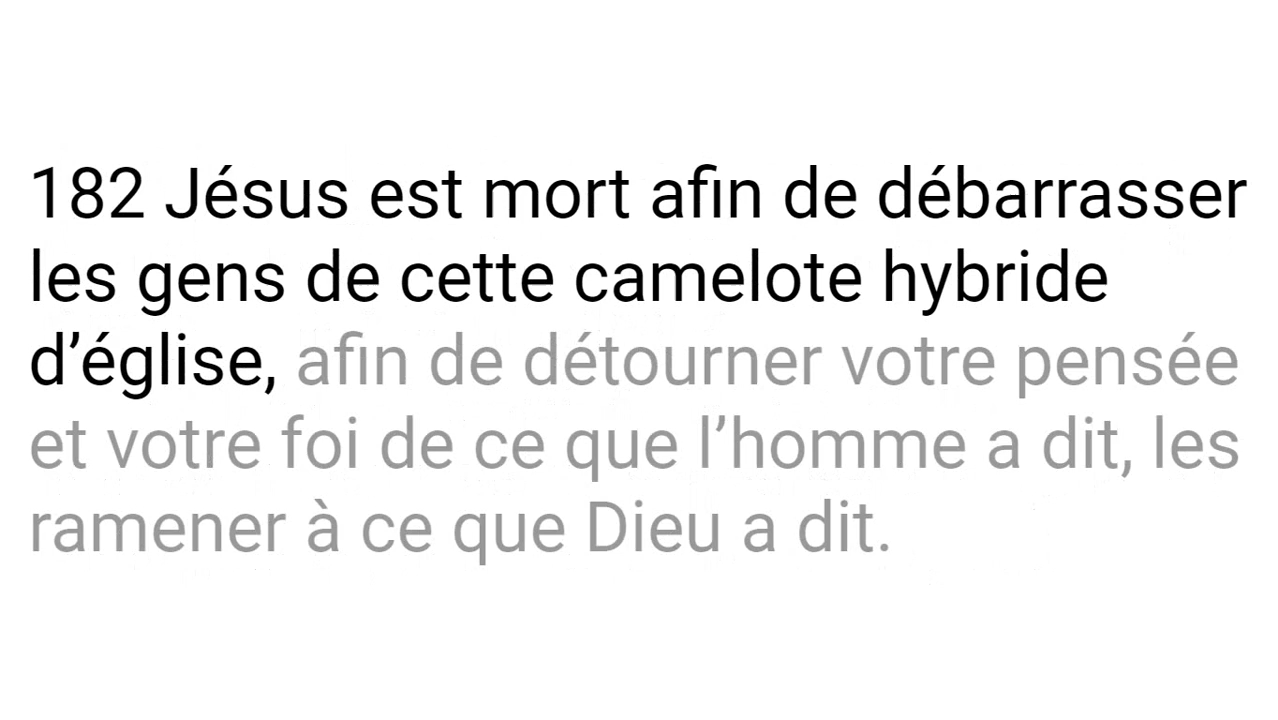 182 Jésus est mort afin de débarrasser
les gens de cette camelote hybride
d’église, afin de détourner votre pensée
et votre foi de ce que l’homme a dit, les
ramener à ce que Dieu a dit.